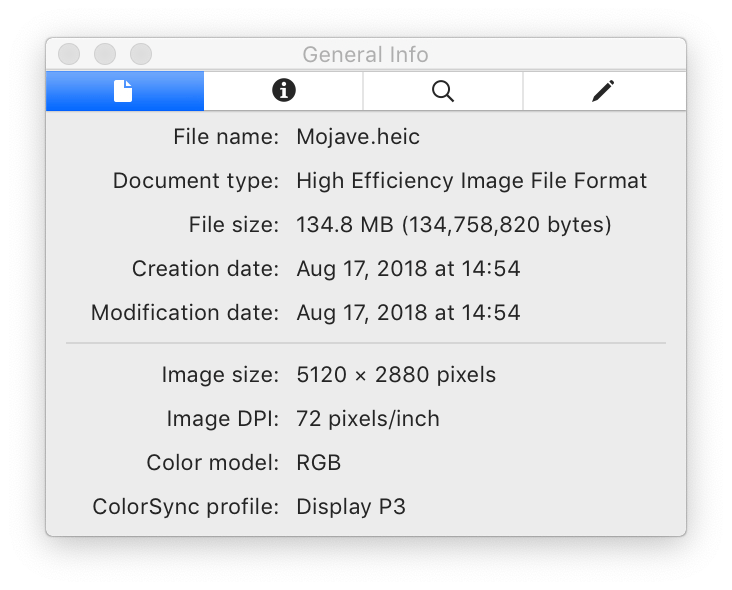 General Info
File name: Mojave.heic
Document type: High Efficiency Image File Format
File size: 134.8 MB (134,758,820 bytes)
Creation date: Aug 17, 2018 at 14:54
Modification date: Aug 17, 2018 at 14:54
Image size: 5120 × 2880 pixels
Image DPI: 72 pixels/inch
Color model: RGB
ColorSync profile: Display P3